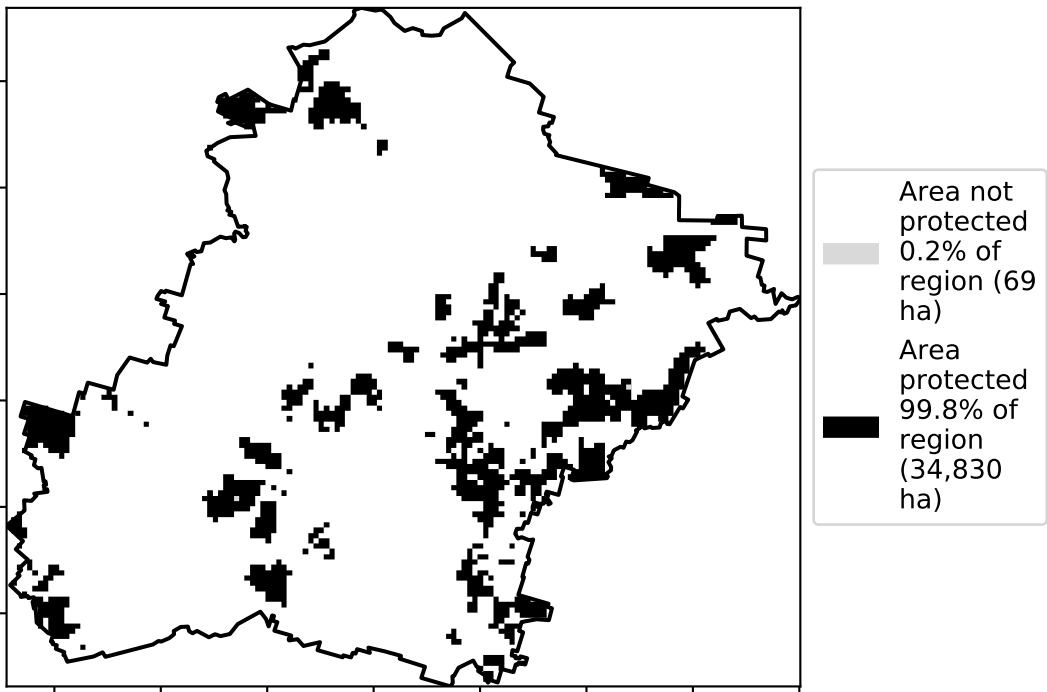 Area not
protected
0.2% of
region (69
ha)
Area
protected
99.8% of
region
(34,830
ha)